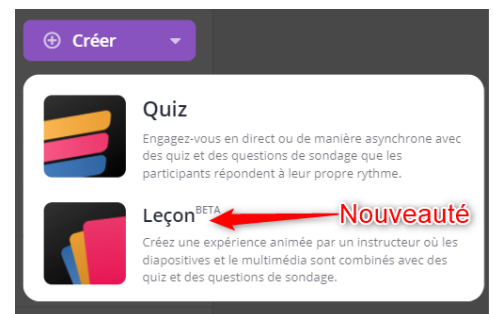 Créer
Quiz
Engagez-vous en direct ou de manière asynchrone avec
des quiz et des questions de sondage que les
participants répondent à leur propre rythme.
Leçon BETA Nouveauté
Créez une expérience animée par un instructeur où les
diapositives et le multimédia sont combinés avec des
quiz et des questions de sondage.